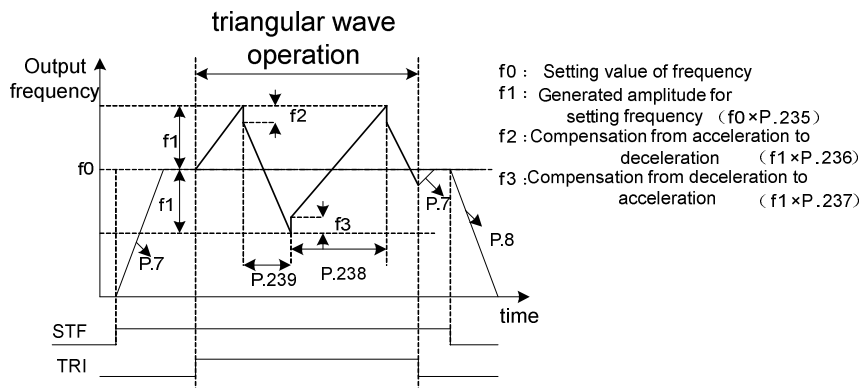 triangular wave
operation
Output
frequency
f0
f1
f1
f2
f3
P.7
P.239
P.238
P.7
P.8
time
STF
TRI
f0： Setting value of frequency
f1： Generated amplitude for
setting frequency （f0×P.235）
f2：Compensation from acceleration to
deceleration （f1×P.236）
f3：Compensation from deceleration to
acceleration （f1×P.237）